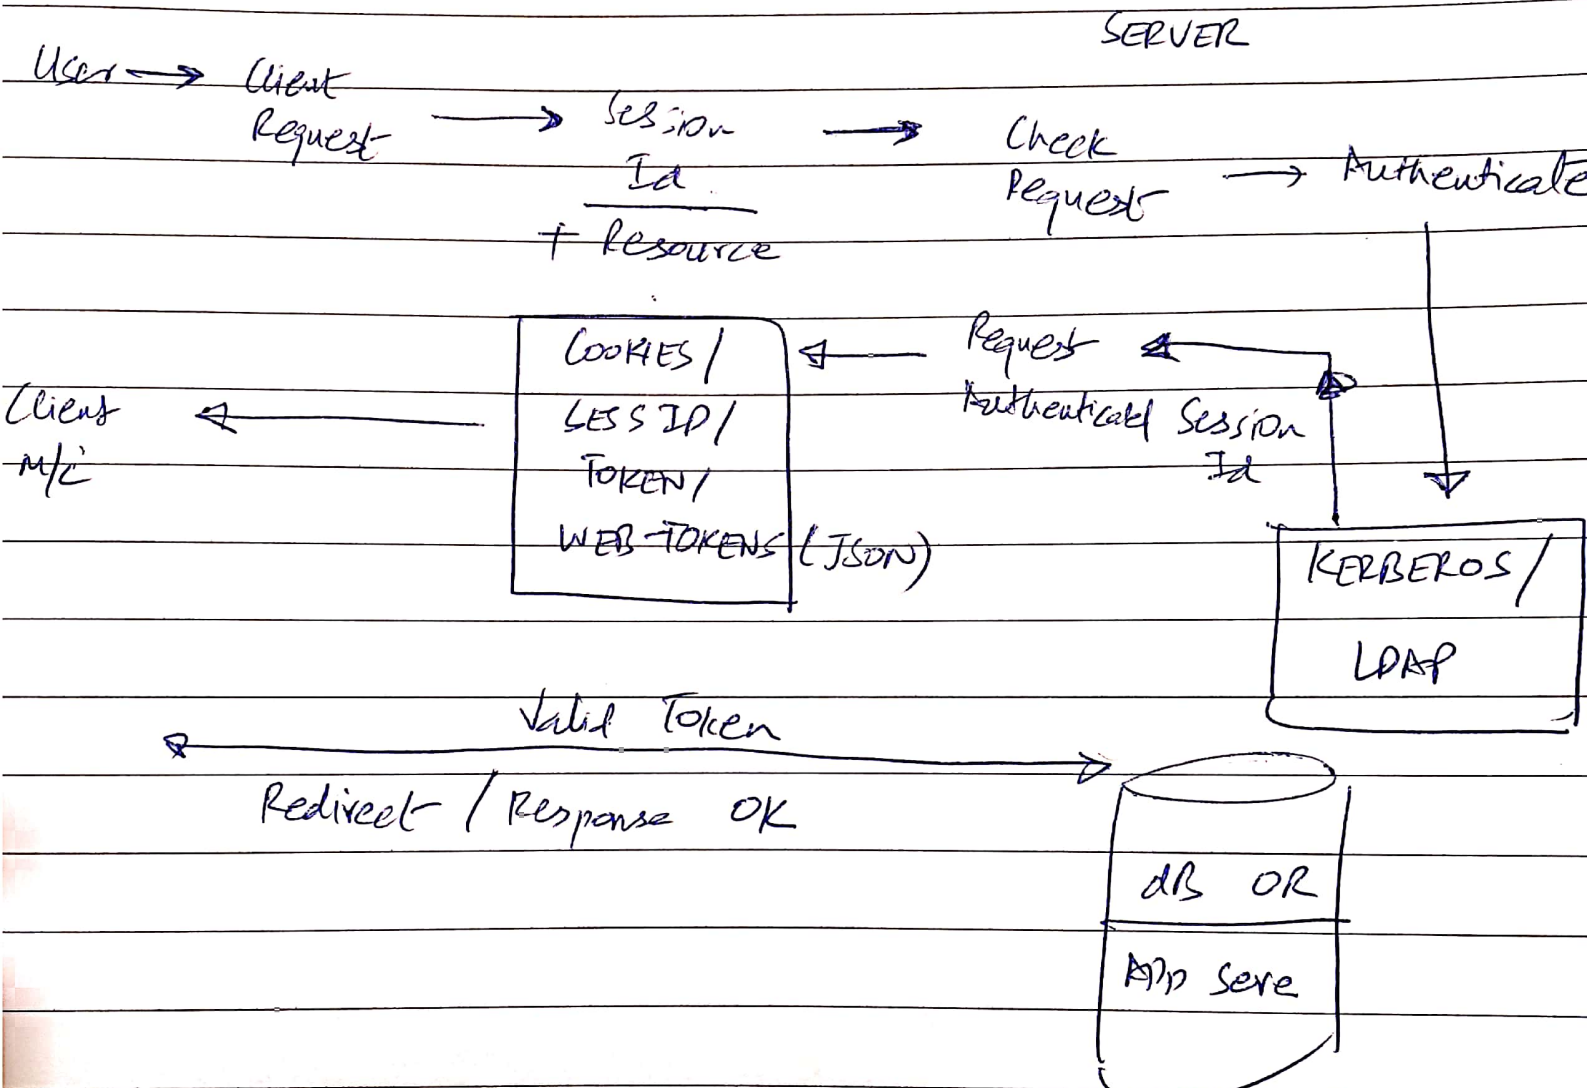 SERVER
User → Client
Request → Session
Id
+ Resource → Check
Request → Authenticate
COOKIES /
SESS ID /
TOKEN /
WEB-TOKENS (JSON)
Request
Authenticated Session
Id
Client
M/C
KERBEROS /
LDAP
Valid Token
Redirect / Response OK
dB OR
App Sere